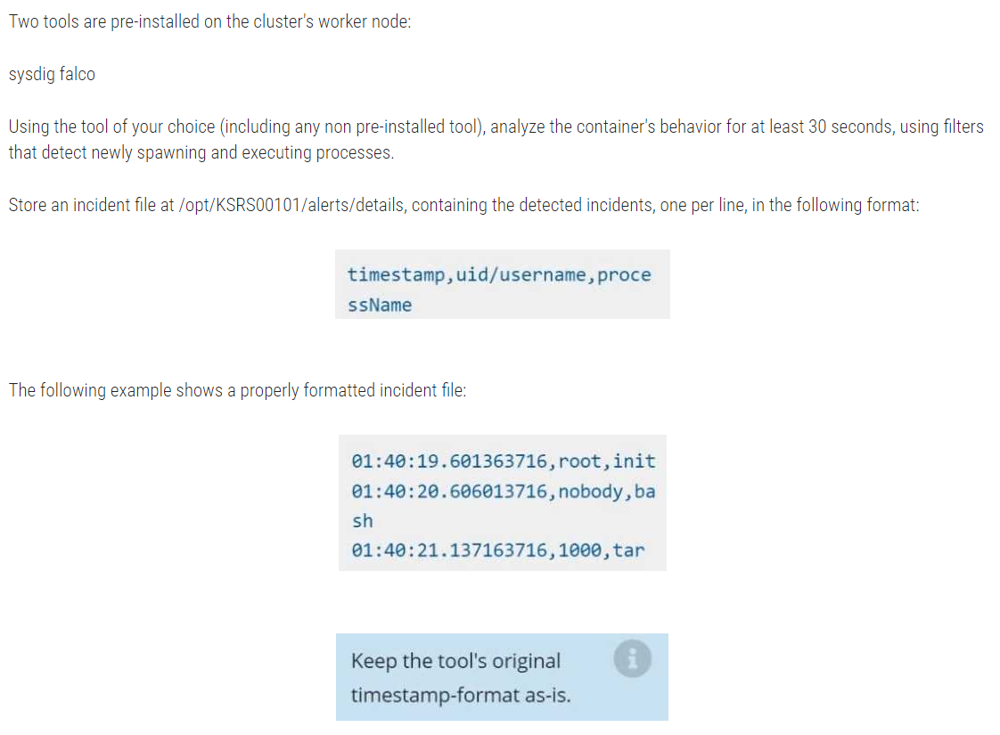 Two tools are pre-installed on the cluster's worker node:
sysdig falco
Using the tool of your choice (including any non pre-installed tool), analyze the container's behavior for at least 30 seconds, using filters
that detect newly spawning and executing processes.
Store an incident file at /opt/KSRS00101/alerts/details, containing the detected incidents, one per line, in the following format:
timestamp,uid/username,proce
ssName
The following example shows a properly formatted incident file:
01:40:19.601363716,root,init
01:40:20.606013716,nobody,ba
sh
01:40:21.137163716,1000,tar
Keep the tool's original
timestamp-format as-is.